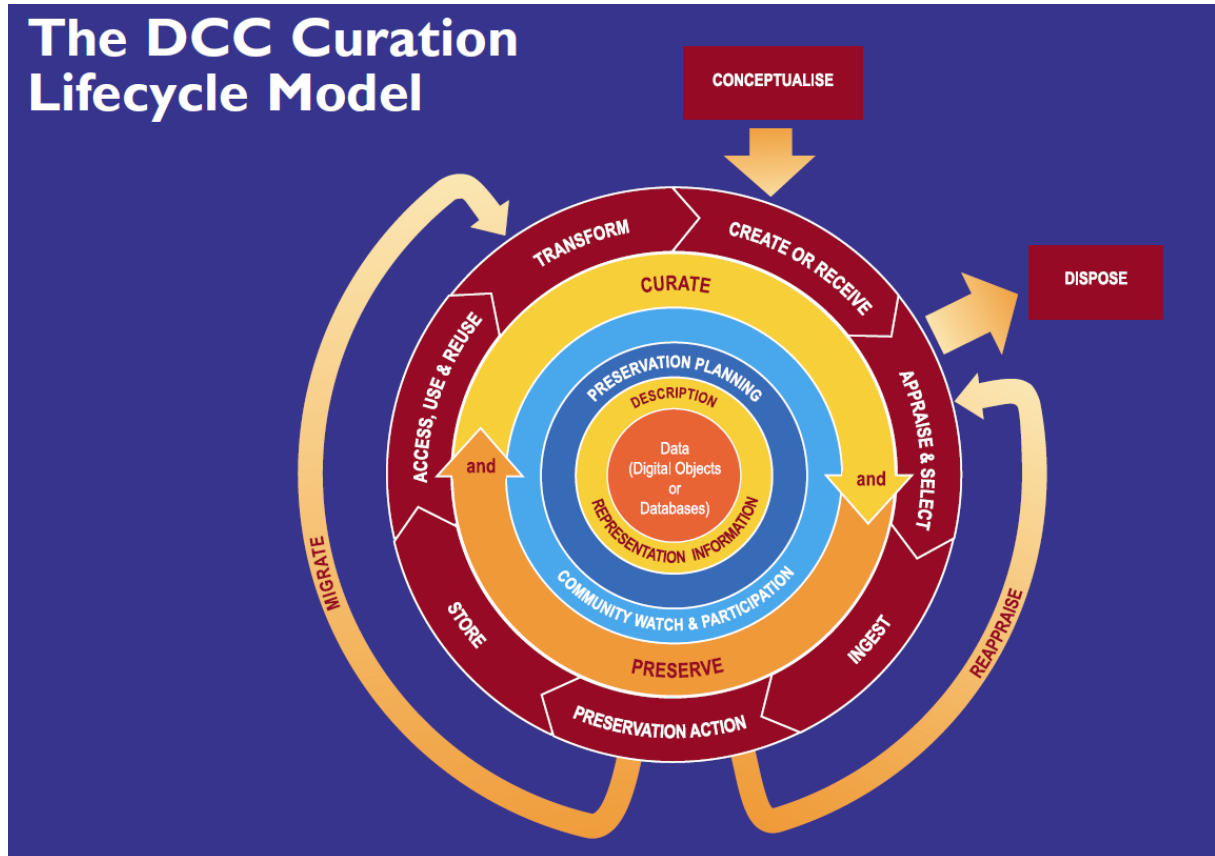 The DCC Curation
Lifecycle Model
CONCEPTUALISE
DISPOSE
TRANSFORM
CREATE OR RECEIVE
APPRAISE & SELECT
INGEST
PRESERVATION ACTION
STORE
ACCESS, USE & REUSE
MIGRATE
REAPPRAISE
CURATE
and
PRESERVE
and
COMMUNITY WATCH & PARTICIPATION
PRESERVATION PLANNING
DESCRIPTION
REPRESENTATION INFORMATION
Data
(Digital Objects
or
Databases)